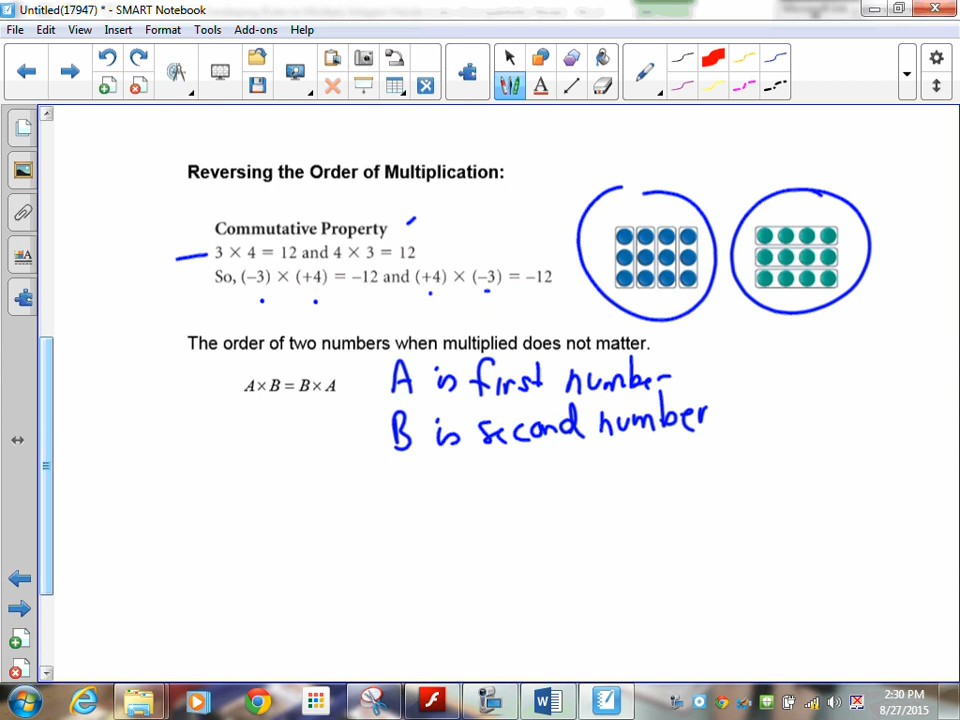 Untitled(17947) * - SMART Notebook
File Edit View Insert Format Tools Add-ons Help
Reversing the Order of Multiplication:
Commutative Property
3 × 4 = 12 and 4 × 3 = 12
So, (–3) × (+4) = –12 and (+4) × (–3) = –12
The order of two numbers when multiplied does not matter.
A × B = B × A
A is first number
B is second number
2:30 PM
8/27/2015